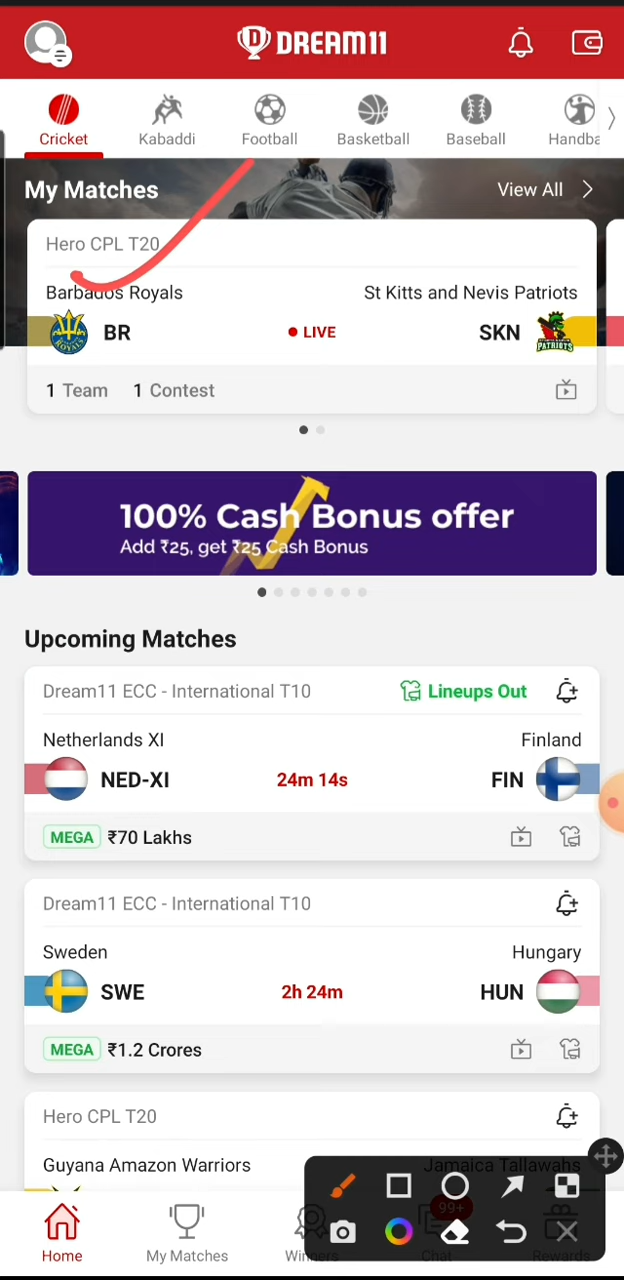 DREAM11
Cricket Kabaddi Football Basketball Baseball Handba
My Matches View All
Hero CPL T20
Barbados Royals St Kitts and Nevis Patriots
BR LIVE SKN
ROYALS PATRIOTS
1 Team 1 Contest
100% Cash Bonus offer
Add ₹25, get ₹25 Cash Bonus
Upcoming Matches
Dream11 ECC - International T10 Lineups Out
Netherlands XI Finland
NED-XI 24m 14s FIN
MEGA ₹70 Lakhs
Dream11 ECC - International T10
Sweden Hungary
SWE 2h 24m HUN
MEGA ₹1.2 Crores
Hero CPL T20
Guyana Amazon Warriors Jamaica Tallawahs
99+
Home My Matches Winners Chat Rewards